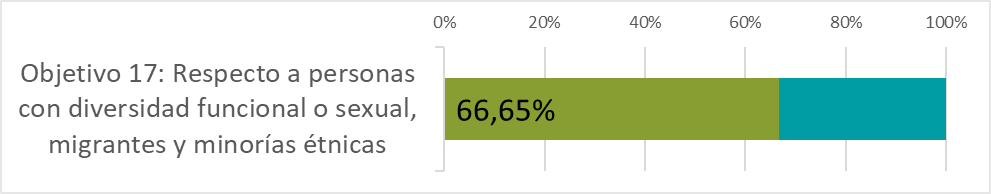 0% 20% 40% 60% 80% 100%
Objetivo 17: Respecto a personas
con diversidad funcional o sexual,
migrantes y minorías étnicas
66,65%